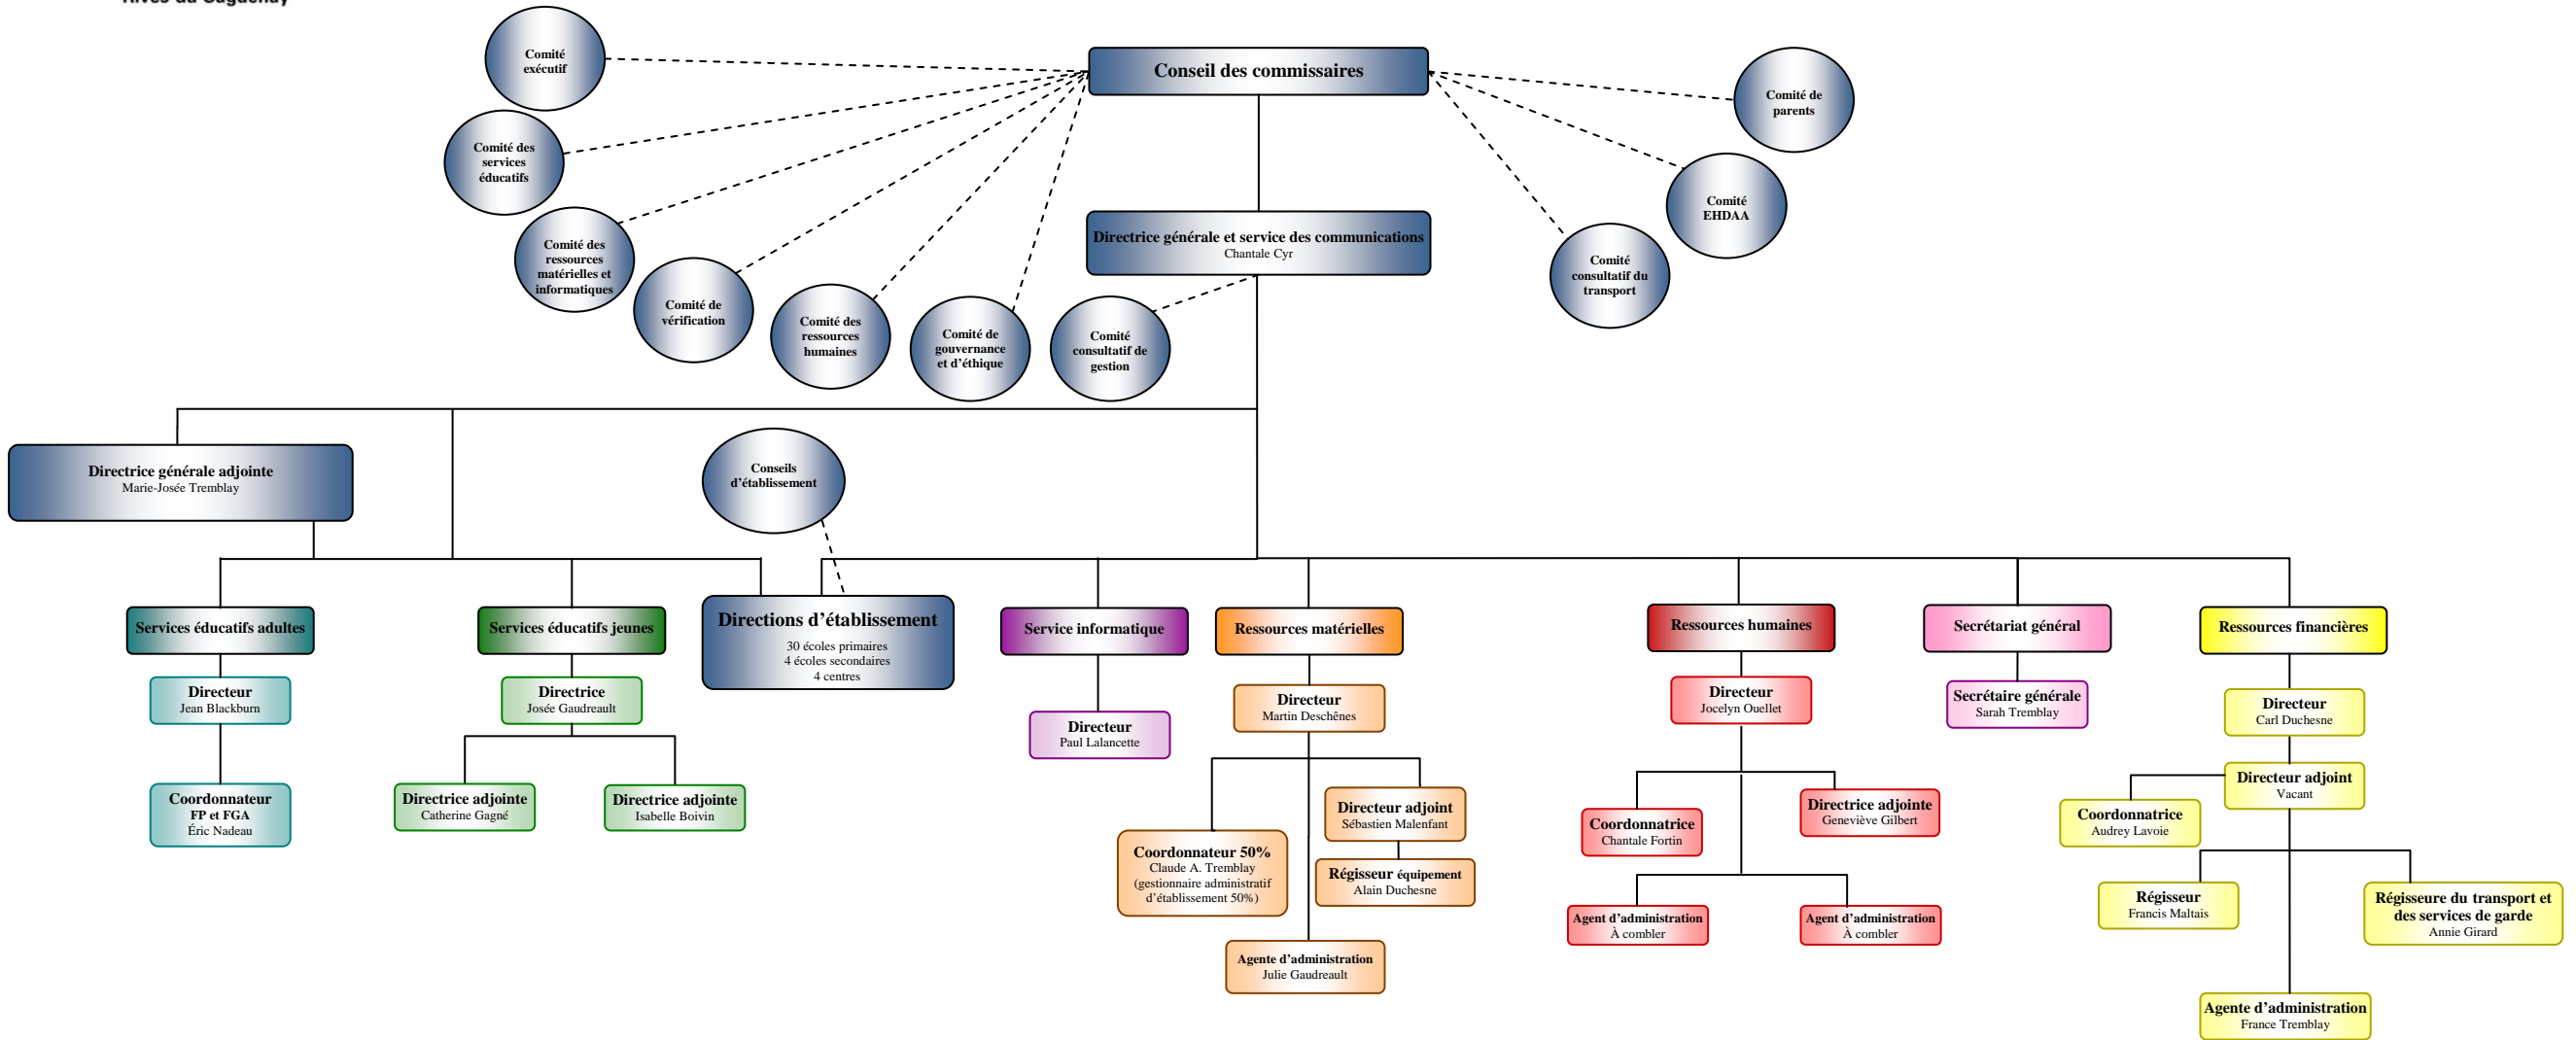 Rives-du-Saguenay
Comité
exécutif
Conseil des commissaires
Comité de
parents
Comité des
services
éducatifs
Comité
EHDAA
Comité des
ressources
matérielles et
informatiques
Directrice générale et service des communications
Chantale Cyr
Comité
consultatif du
transport
Comité de
vérification
Comité des
ressources
humaines
Comité de
gouvernance
et d’éthique
Comité
consultatif de
gestion
Directrice générale adjointe
Marie-Josée Tremblay
Conseils
d’établissement
Services éducatifs adultes
Directeur
Jean Blackburn
Coordonnateur
FP et FGA
Éric Nadeau
Services éducatifs jeunes
Directrice
Josée Gaudreault
Directrice adjointe
Catherine Gagné
Directrice adjointe
Isabelle Boivin
Directions d’établissement
30 écoles primaires
4 écoles secondaires
4 centres
Service informatique
Directeur
Paul Lalancette
Ressources matérielles
Directeur
Martin Deschênes
Directeur adjoint
Sébastien Malenfant
Coordonnateur 50%
Claude A. Tremblay
(gestionnaire administratif
d’établissement 50%)
Régisseur équipement
Alain Duchesne
Agente d’administration
Julie Gaudreault
Ressources humaines
Directeur
Jocelyn Ouellet
Coordonnatrice
Chantale Fortin
Directrice adjointe
Geneviève Gilbert
Agent d’administration
À combler
Agent d’administration
À combler
Secrétariat général
Secrétaire générale
Sarah Tremblay
Ressources financières
Directeur
Carl Duchesne
Directeur adjoint
Vacant
Coordonnatrice
Audrey Lavoie
Régisseur
Francis Maltais
Régisseure du transport et
des services de garde
Annie Girard
Agente d’administration
France Tremblay